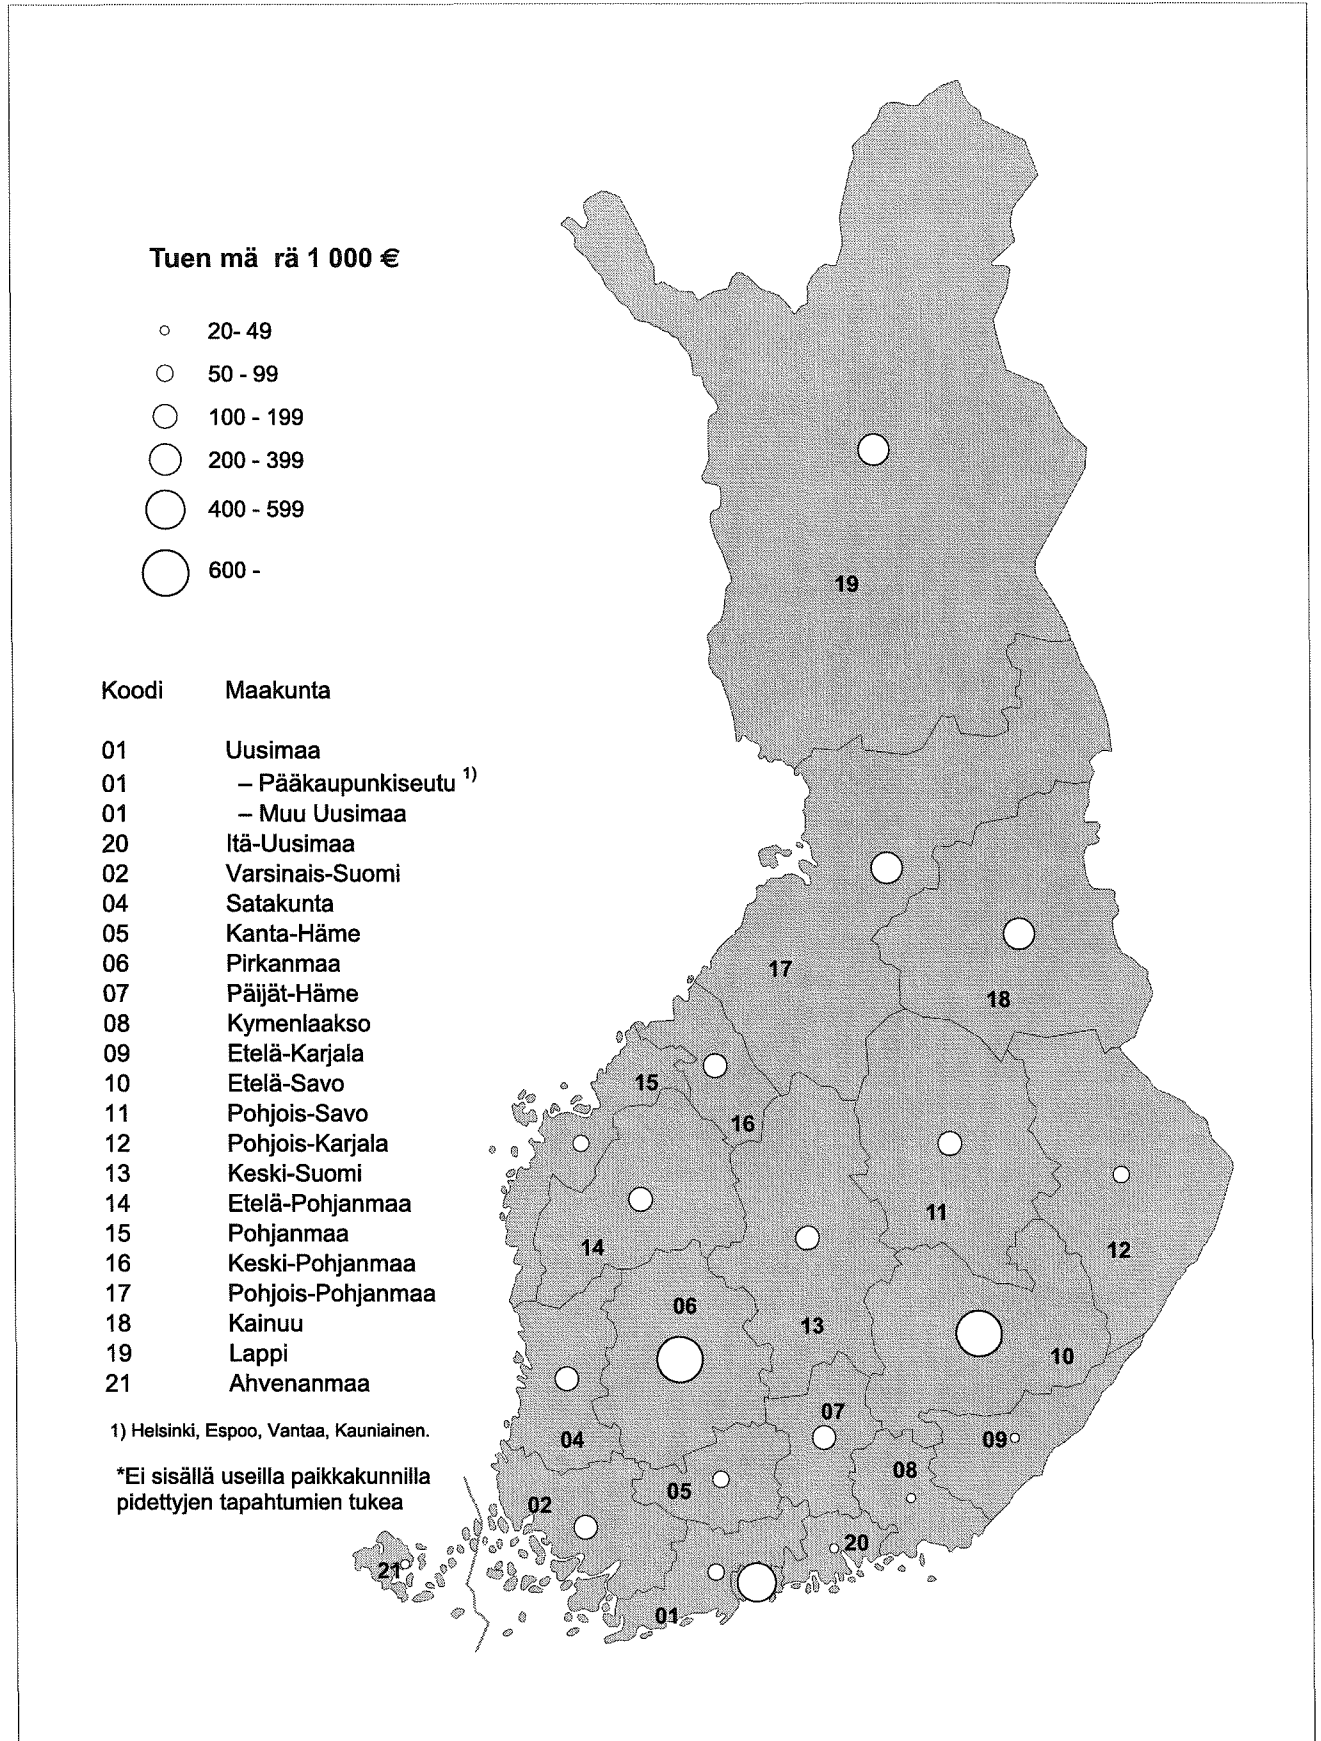 Tuen mä rä 1 000 €
20- 49
50 - 99
100 - 199
200 - 399
400 - 599
600 -
Koodi Maakunta
01 Uusimaa
01 – Pääkaupunkiseutu 1)
01 – Muu Uusimaa
20 Itä-Uusimaa
02 Varsinais-Suomi
04 Satakunta
05 Kanta-Häme
06 Pirkanmaa
07 Päijät-Häme
08 Kymenlaakso
09 Etelä-Karjala
10 Etelä-Savo
11 Pohjois-Savo
12 Pohjois-Karjala
13 Keski-Suomi
14 Etelä-Pohjanmaa
15 Pohjanmaa
16 Keski-Pohjanmaa
17 Pohjois-Pohjanmaa
18 Kainuu
19 Lappi
21 Ahvenanmaa
1) Helsinki, Espoo, Vantaa, Kauniainen.
*Ei sisällä useilla paikkakunnilla
pidettyjen tapahtumien tukea
19
17
18
15
16
11
14
12
06
13
10
07
04
09
08
05
02
20
21
01